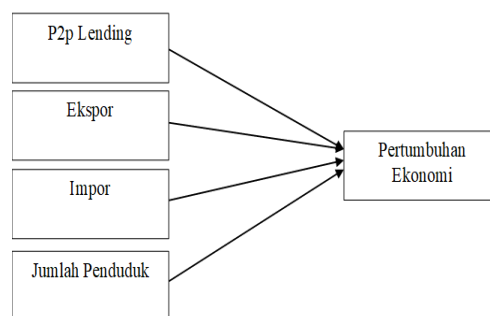 P2p Lending
Ekspor
Impor
Jumlah Penduduk
Pertumbuhan
Ekonomi